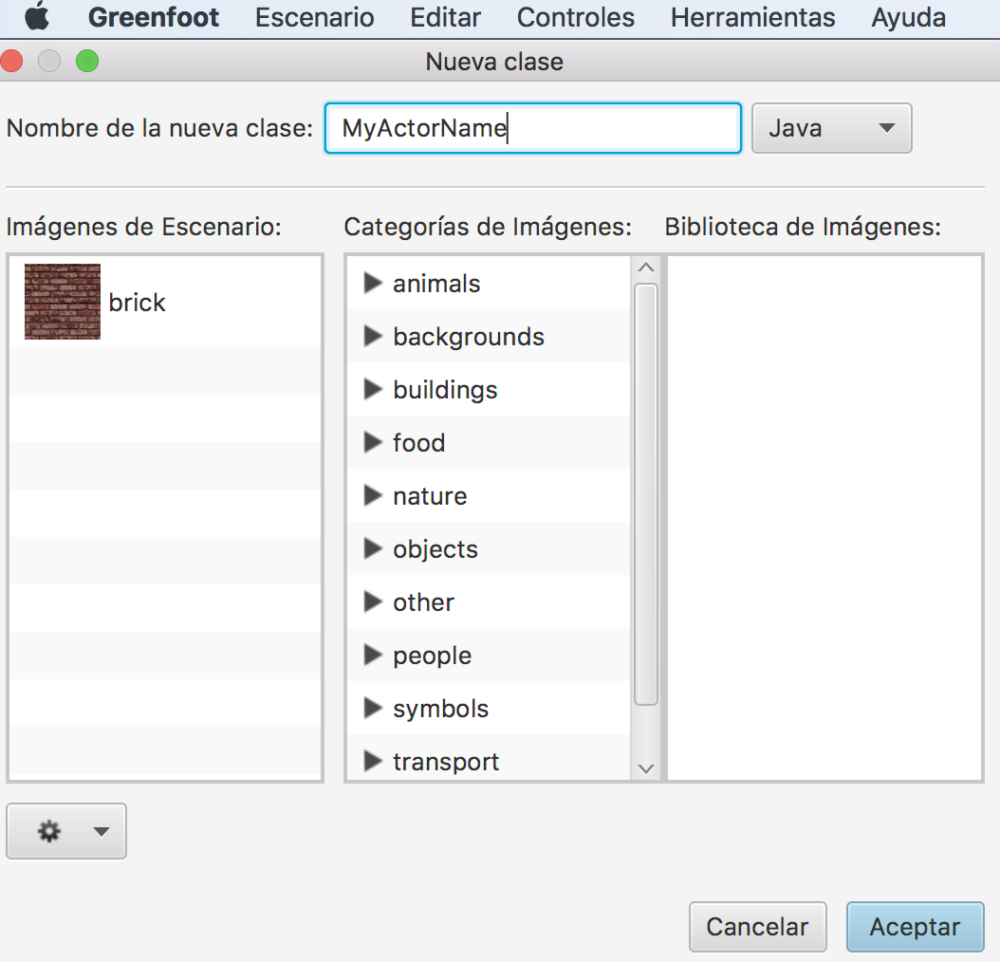 Greenfoot Escenario Editar Controles Herramientas Ayuda
Nueva clase
Nombre de la nueva clase: MyActorName Java
Imágenes de Escenario: Categorías de Imágenes: Biblioteca de Imágenes:
brick
animals
backgrounds
buildings
food
nature
objects
other
people
symbols
transport
Cancelar Aceptar